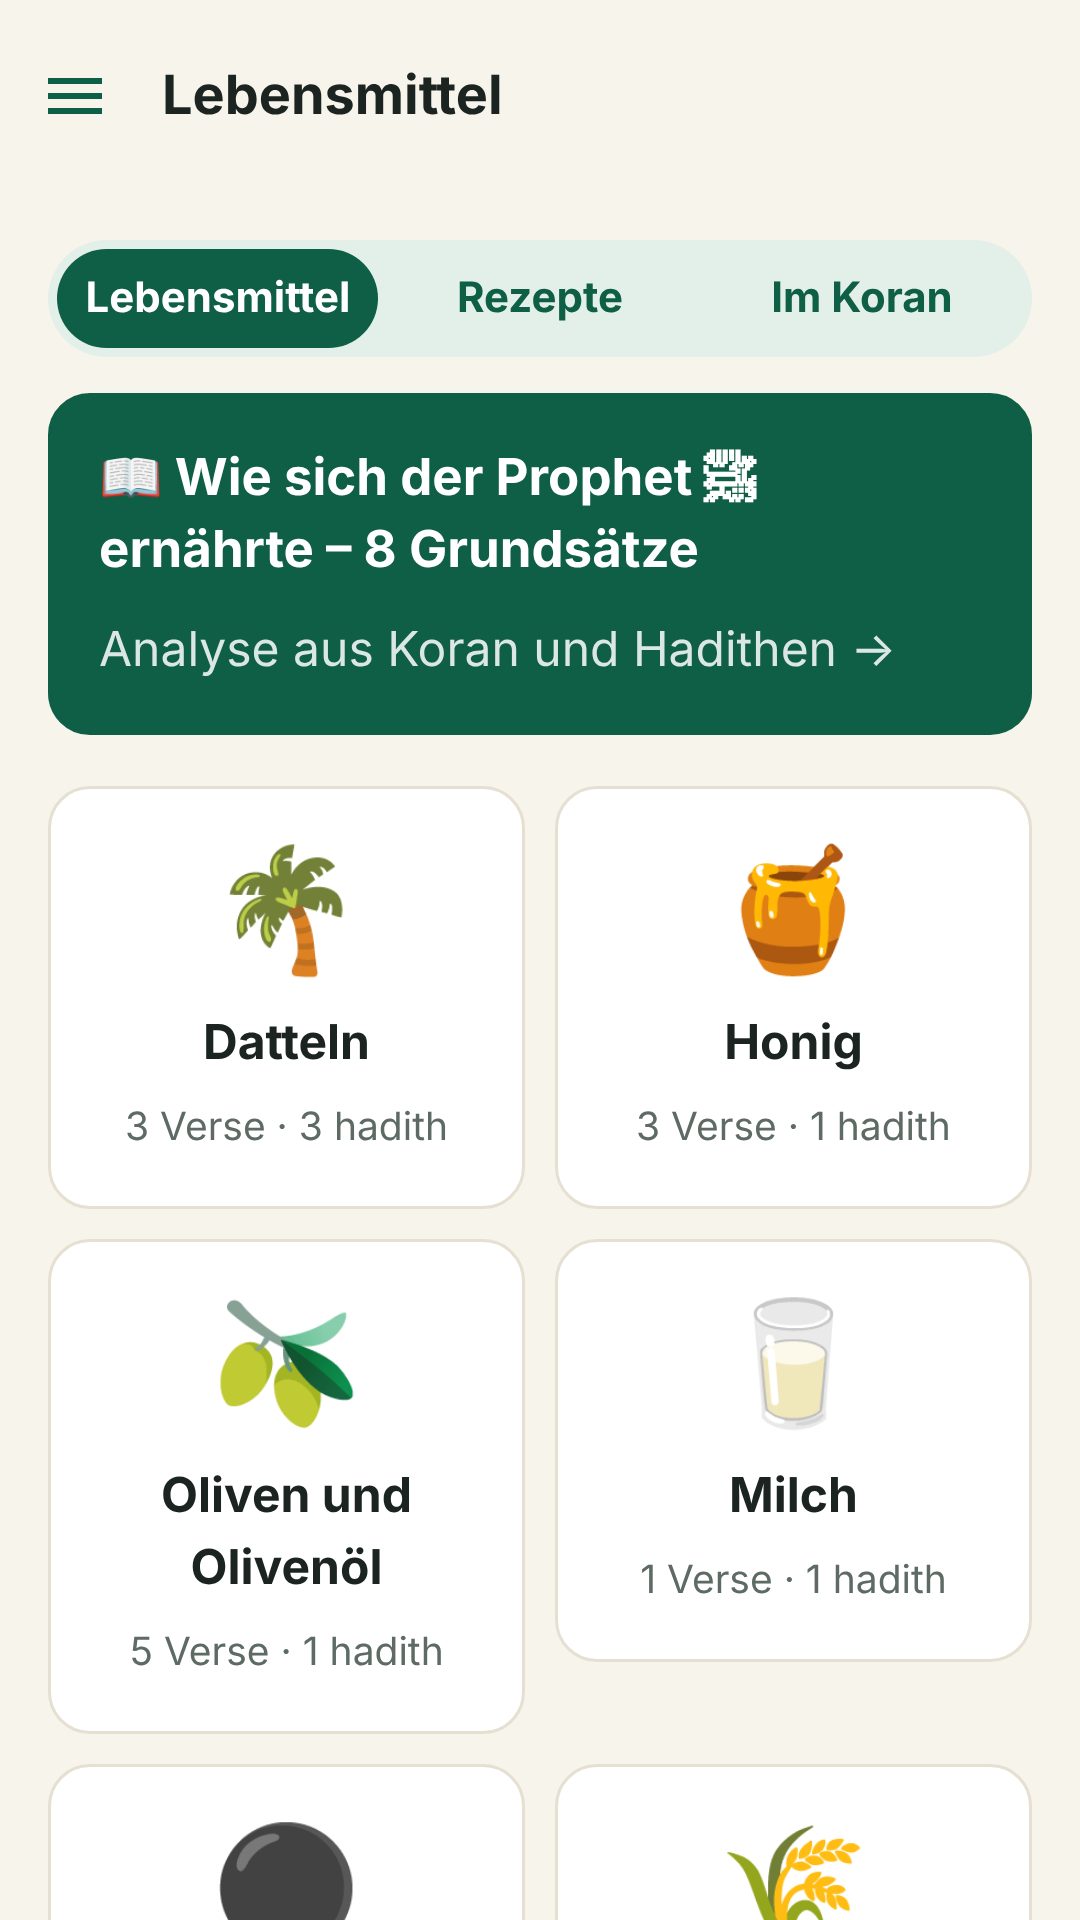 Lebensmittel
Lebensmittel
Rezepte
Im Koran
📖 Wie sich der Prophet ﷺ
ernährte – 8 Grundsätze
Analyse aus Koran und Hadithen →
Datteln
3 Verse · 3 hadith
Honig
3 Verse · 1 hadith
Oliven und
Olivenöl
5 Verse · 1 hadith
Milch
1 Verse · 1 hadith